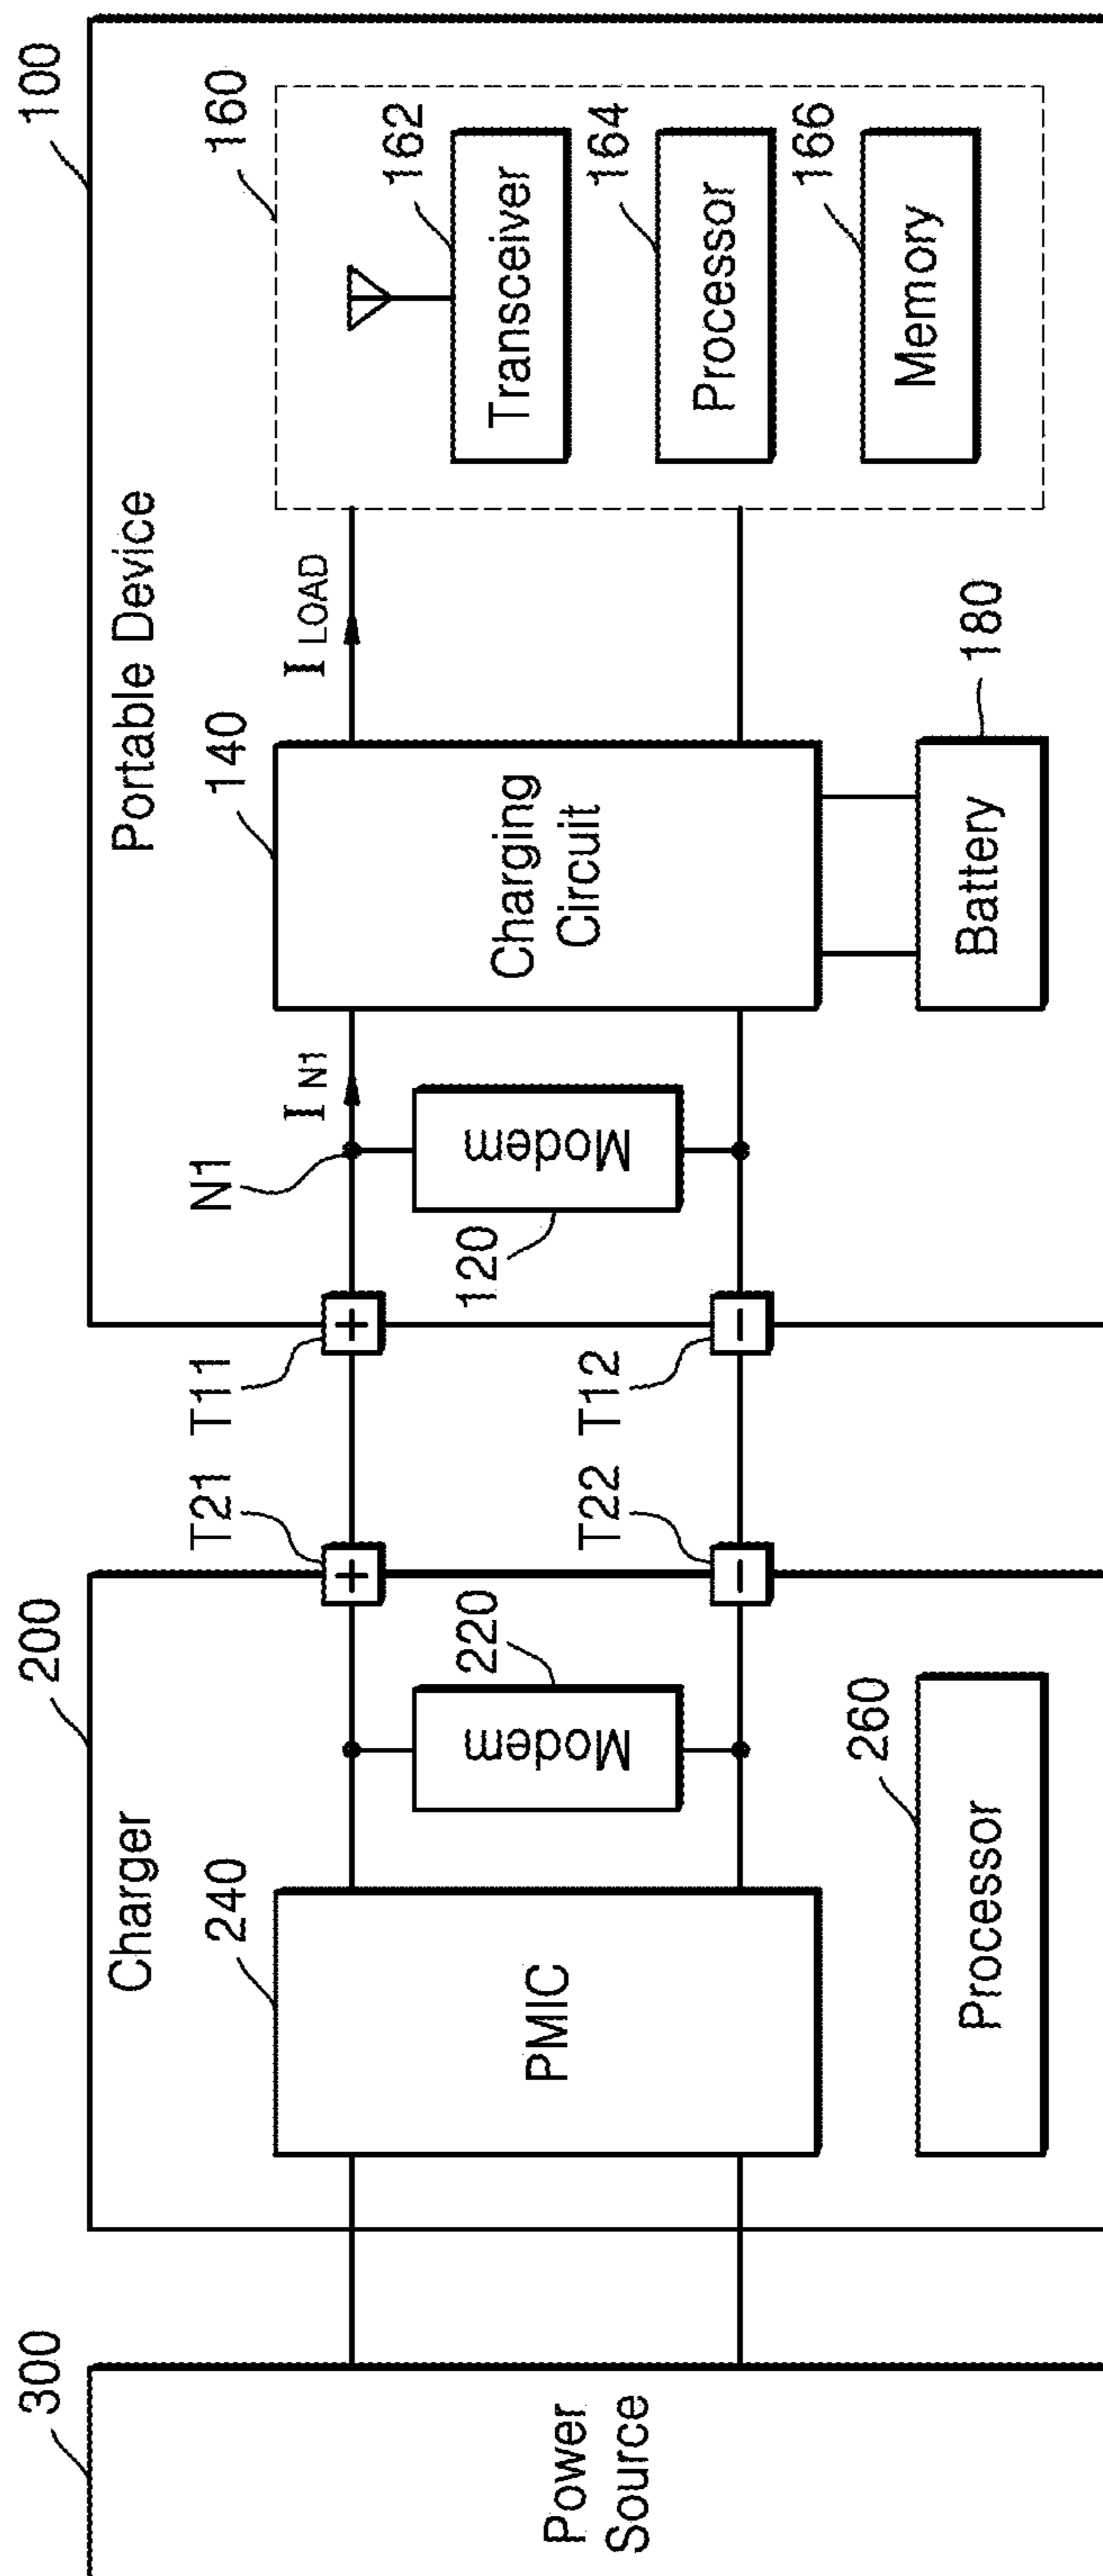 300
Power
Source
200
Charger
240
PMIC
220
Modem
260
Processor
T21
+
T22
−
T11
+
T12
−
100
Portable Device
N1
I N1
120
Modem
140
Charging
Circuit
180
Battery
I LOAD
160
162
Transceiver
164
Processor
166
Memory